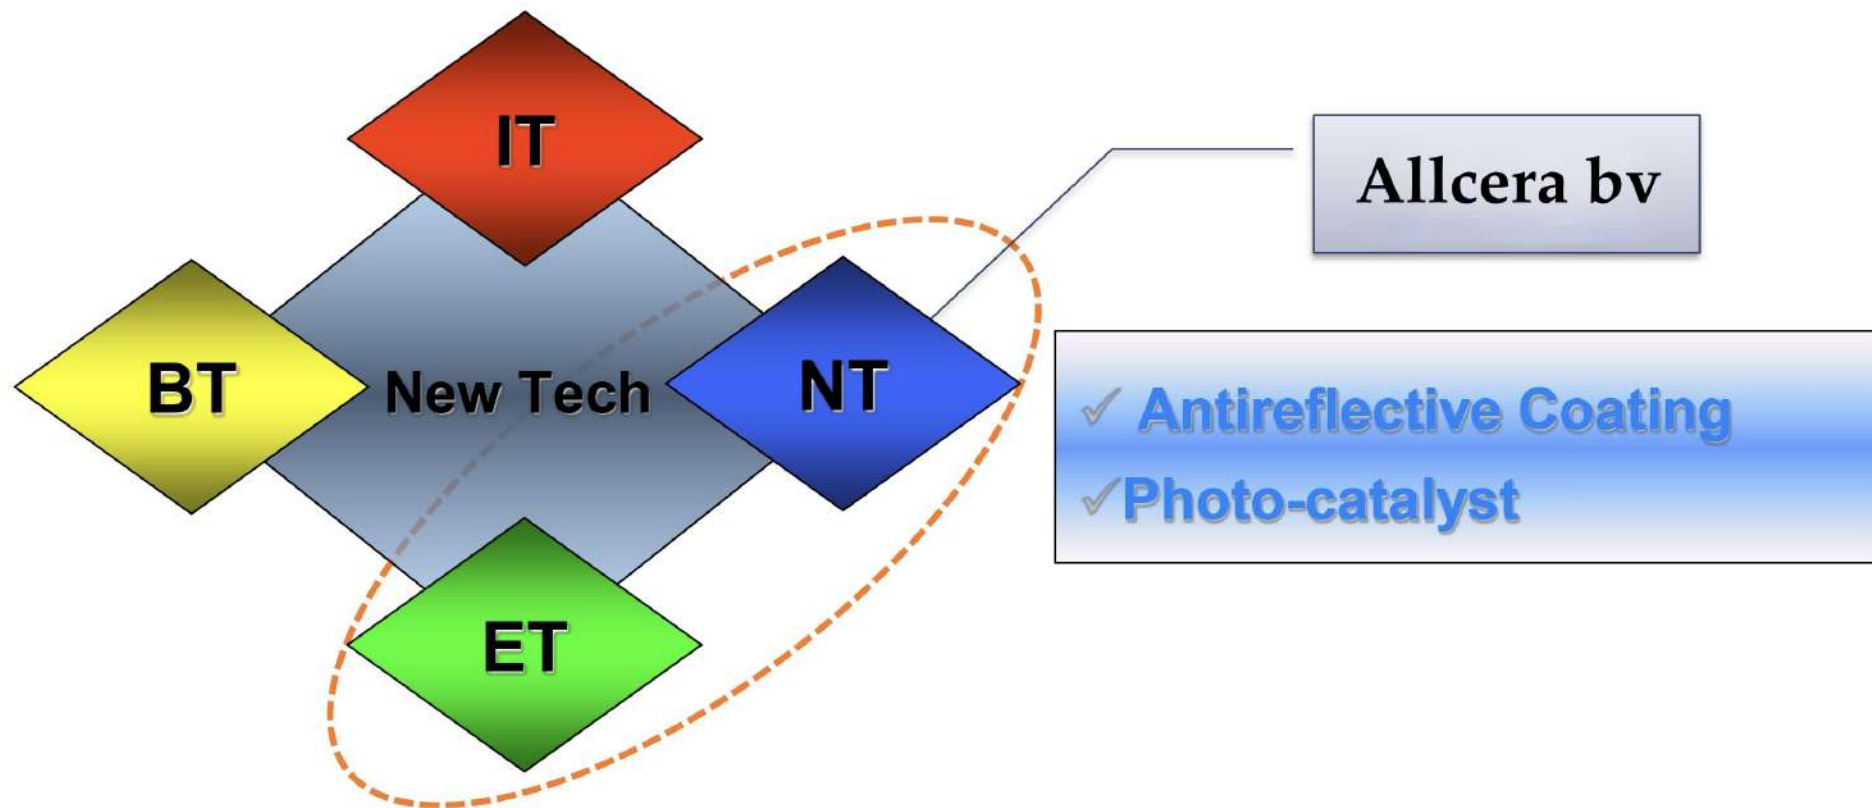 IT
Allcera bv
BT
New Tech
NT
✓ Antireflective Coating
✓Photo-catalyst
ET